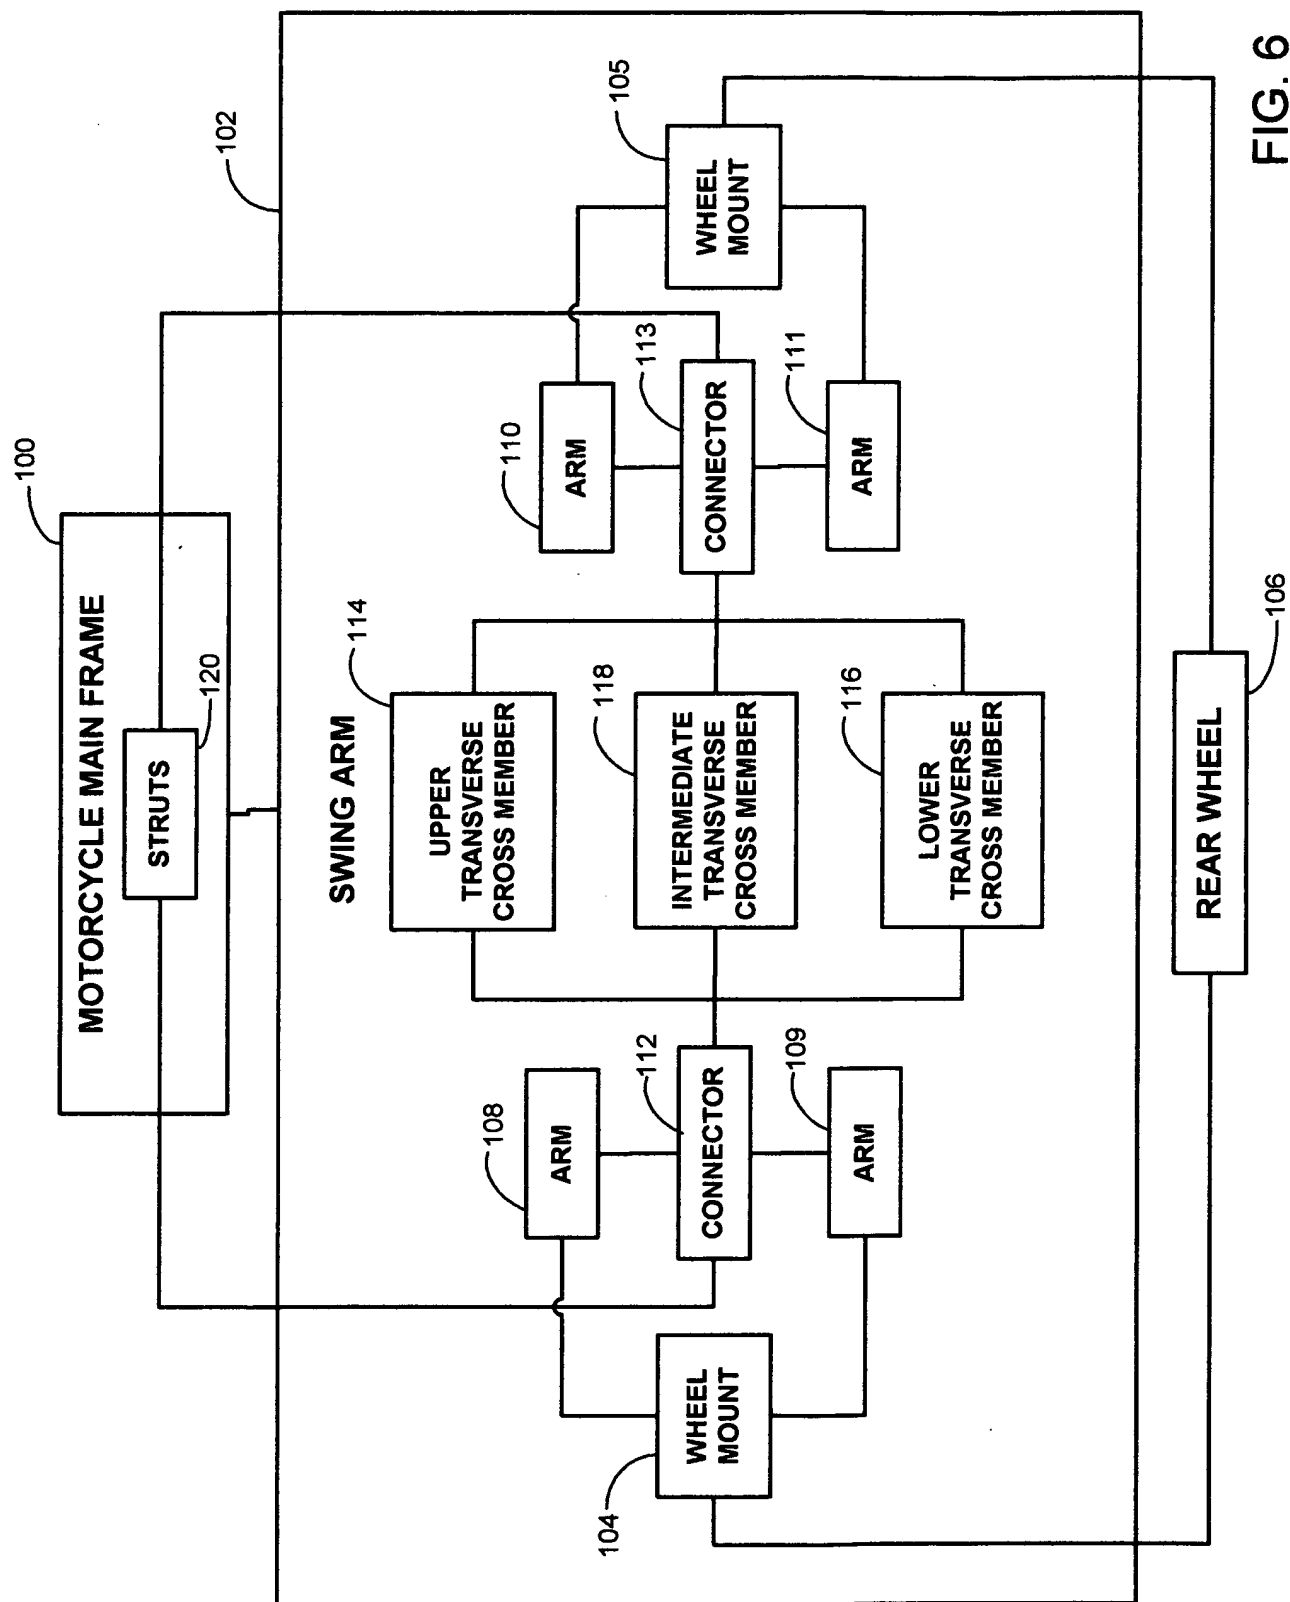 100
MOTORCYCLE MAIN FRAME
STRUTS
120
102
SWING ARM
108
ARM
114
UPPER
TRANSVERSE
CROSS MEMBER
110
ARM
104
WHEEL
MOUNT
112
CONNECTOR
118
INTERMEDIATE
TRANSVERSE
CROSS MEMBER
113
CONNECTOR
105
WHEEL
MOUNT
109
ARM
116
LOWER
TRANSVERSE
CROSS MEMBER
111
ARM
REAR WHEEL
106
FIG. 6